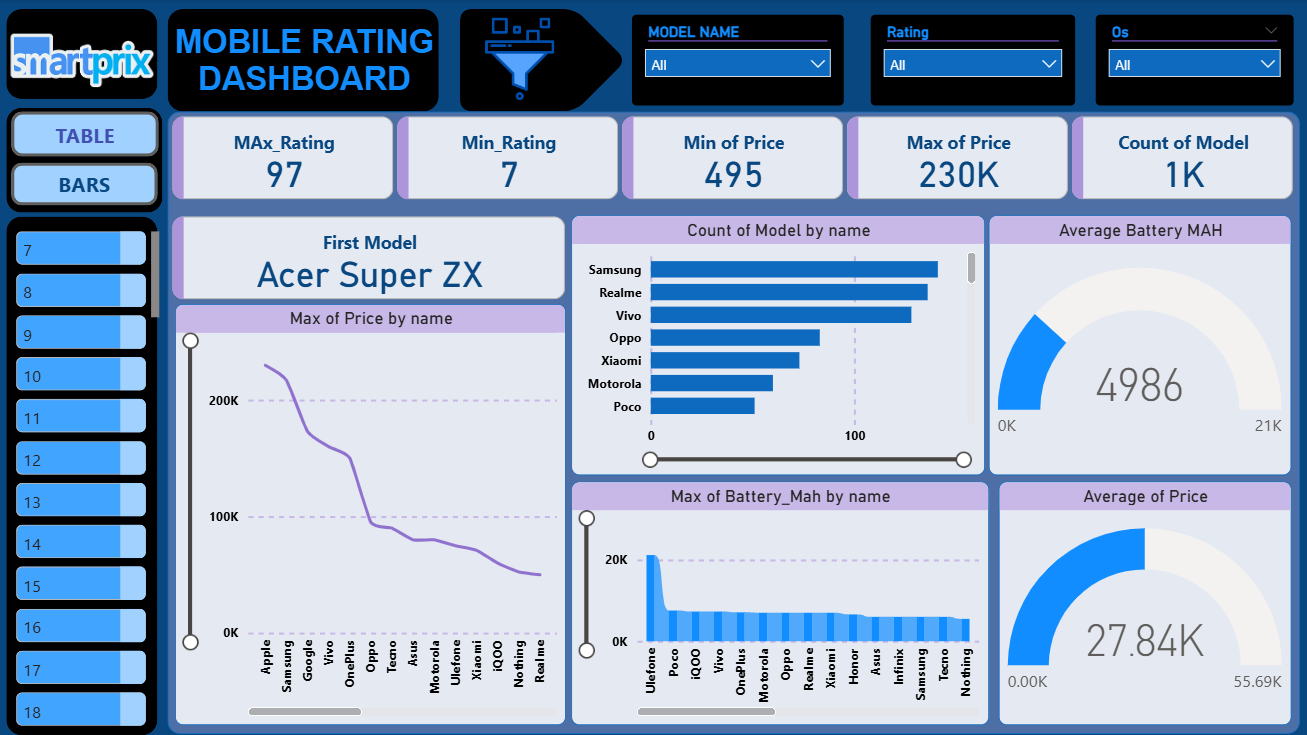 smartprix
MOBILE RATING
DASHBOARD
MODEL NAME
All
Rating
All
Os
All
TABLE
BARS
MAx_Rating
97
Min_Rating
7
Min of Price
495
Max of Price
230K
Count of Model
1K
7
8
9
10
11
12
13
14
15
16
17
18
First Model
Acer Super ZX
Max of Price by name
200K
100K
0K
Apple
Samsung
Google
Vivo
OnePlus
Oppo
Tecno
Asus
Motorola
Ulefone
Xiaomi
iQOO
Nothing
Realme
Count of Model by name
Samsung
Realme
Vivo
Oppo
Xiaomi
Motorola
Poco
0
100
Average Battery MAH
4986
0K
21K
Max of Battery_Mah by name
20K
0K
Ulefone
Poco
iQOO
Vivo
OnePlus
Motorola
Oppo
Realme
Xiaomi
Honor
Asus
Infinix
Samsung
Tecno
Nothing
Average of Price
27.84K
0.00K
55.69K